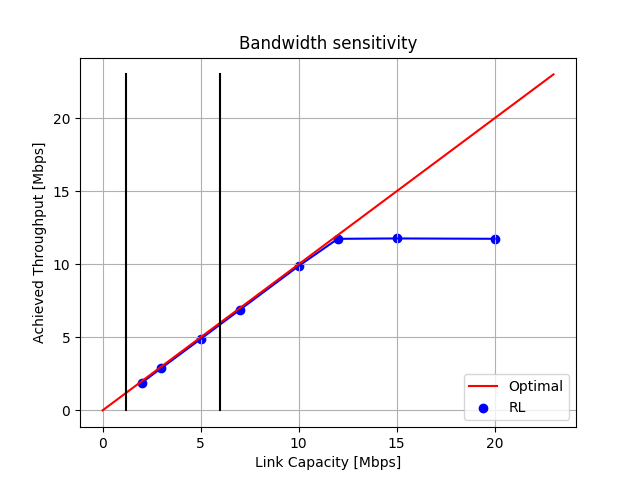 Bandwidth sensitivity
Achieved Throughput [Mbps]
20
15
10
5
0
0 5 10 15 20
Link Capacity [Mbps]
Optimal
RL